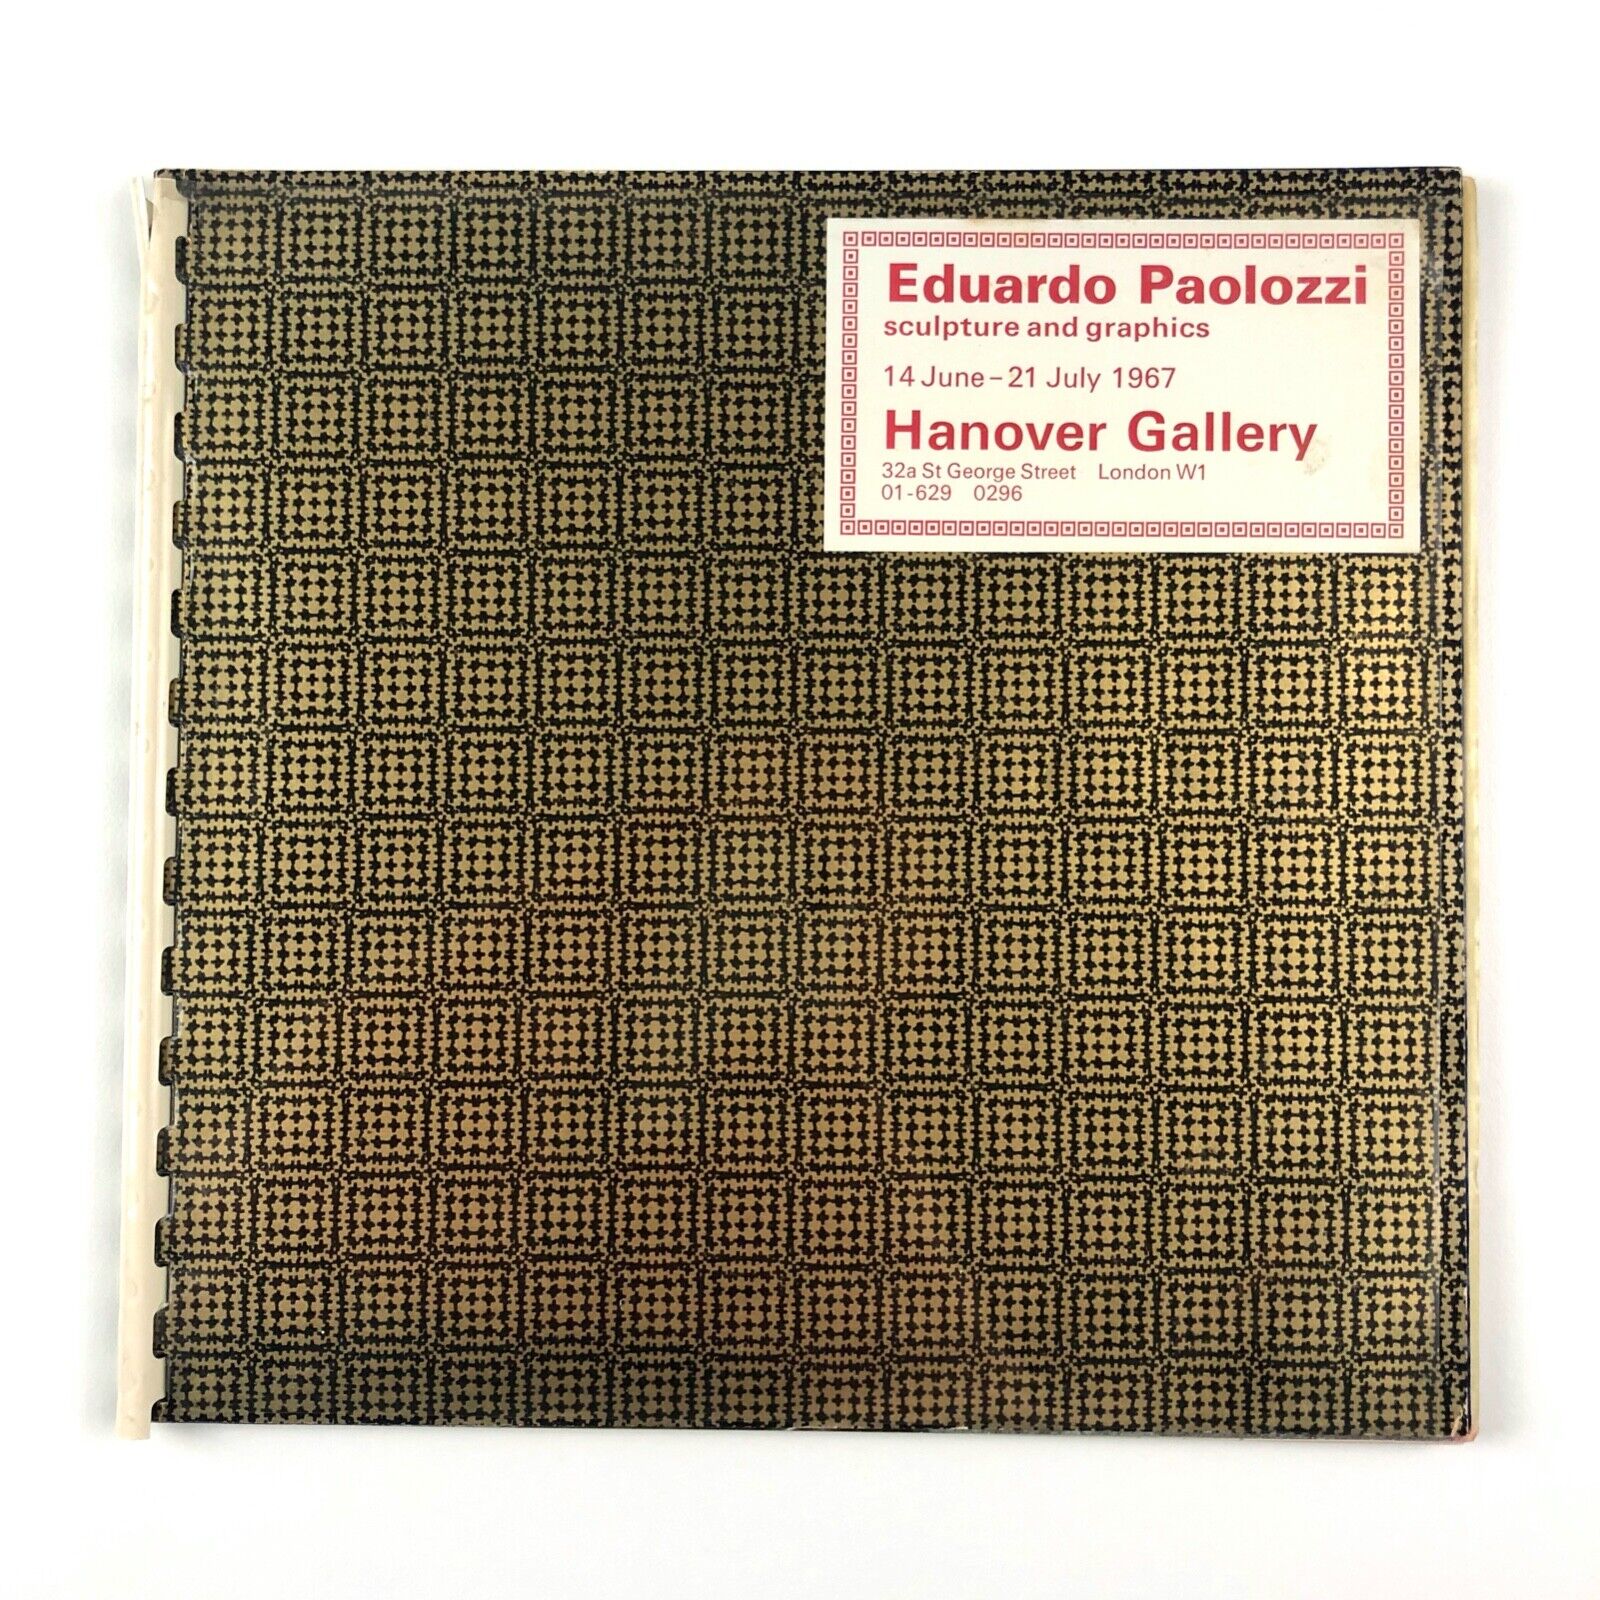 Eduardo Paolozzi
sculpture and graphics
14 June – 21 July 1967
Hanover Gallery
32a St George Street London W1
01-629 0296